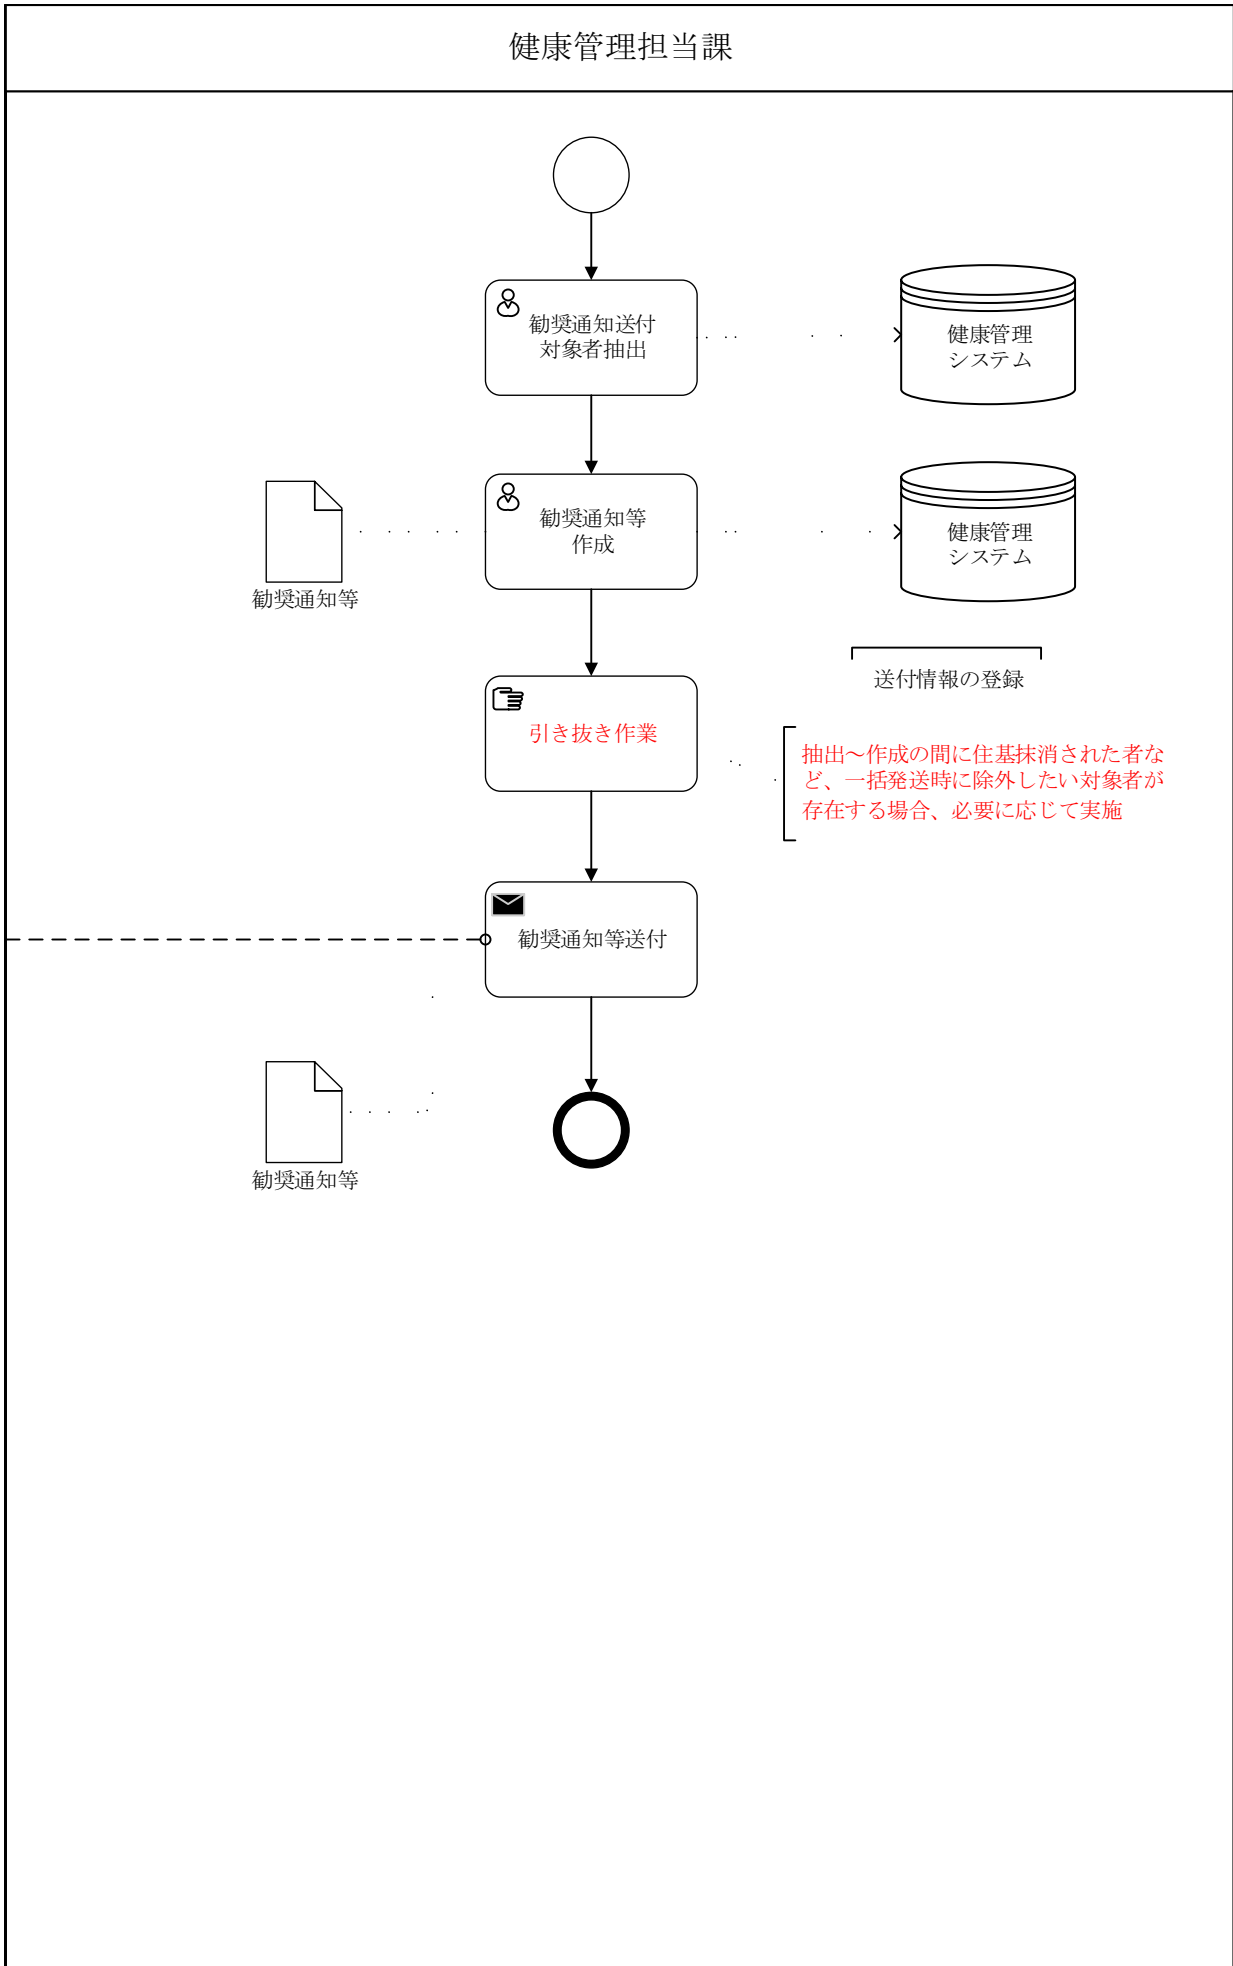 健康管理担当課
勧奨通知送付
対象者抽出
健康管理
システム
勧奨通知等
作成
健康管理
システム
勧奨通知等
送付情報の登録
引き抜き作業
抽出～作成の間に住基抹消された者な
ど、一括発送時に除外したい対象者が
存在する場合、必要に応じて実施
勧奨通知等送付
勧奨通知等